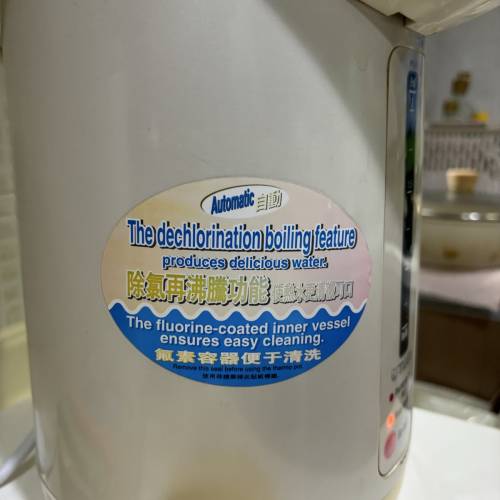 Automatic 自動
The dechlorination boiling feature
produces delicious water.
除氯再沸騰功能
The fluorine-coated inner vessel
ensures easy cleaning.
氟素容器便于清洗
Remove this seal before using the thermo pot.